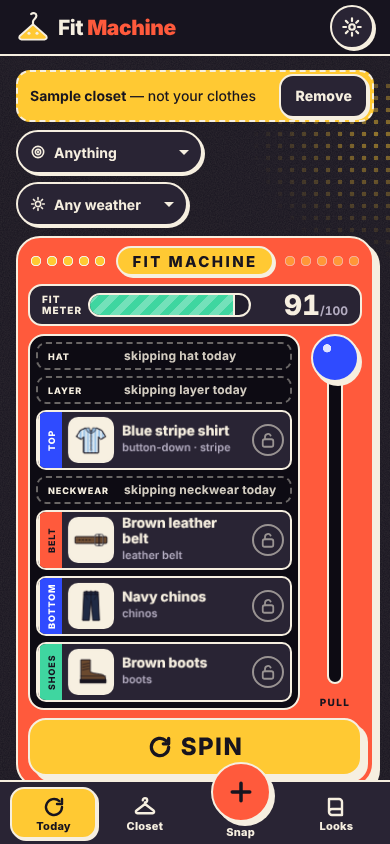 Fit Machine
Sample closet — not your clothes
Remove
Anything
Any weather
FIT MACHINE
FIT METER
91/100
HAT
skipping hat today
LAYER
skipping layer today
TOP
Blue stripe shirt
button-down · stripe
NECKWEAR
skipping neckwear today
BELT
Brown leather
belt
leather belt
BOTTOM
Navy chinos
chinos
SHOES
Brown boots
boots
PULL
SPIN
Today
Closet
Snap
Looks